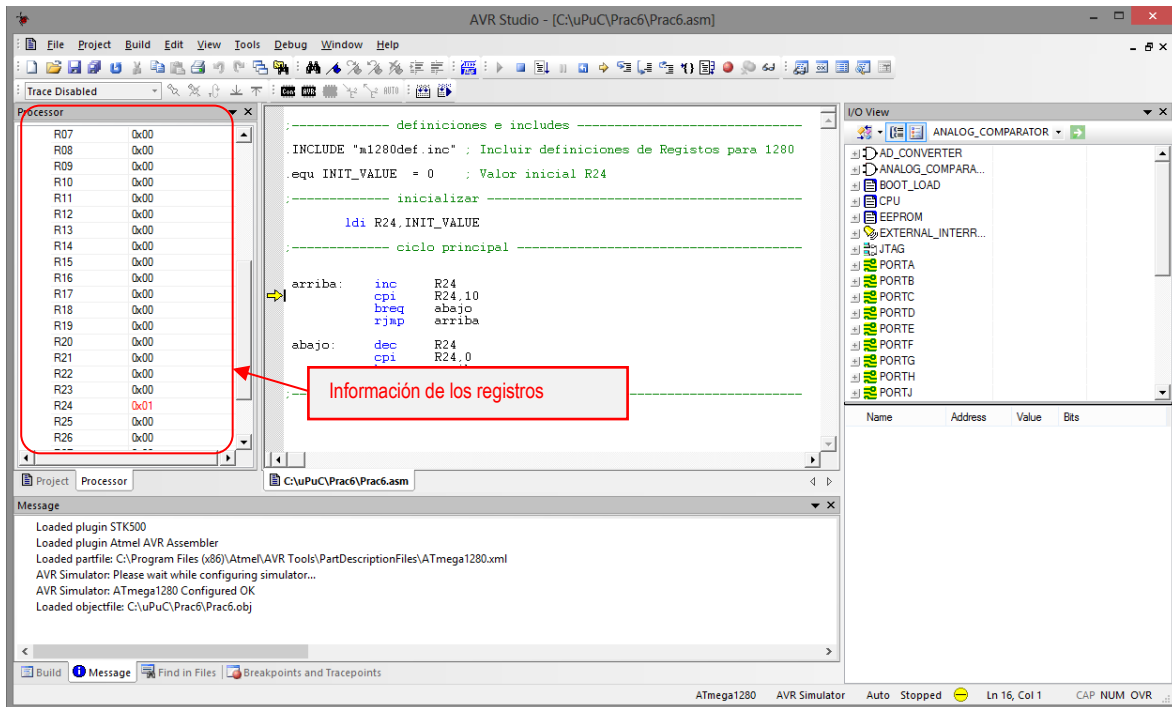 AVR Studio - [C:\uPuC\Prac6\Prac6.asm]
File Project Build Edit View Tools Debug Window Help
Trace Disabled
AUTO
Processor
R07 0x00
R08 0x00
R09 0x00
R10 0x00
R11 0x00
R12 0x00
R13 0x00
R14 0x00
R15 0x00
R16 0x00
R17 0x00
R18 0x00
R19 0x00
R20 0x00
R21 0x00
R22 0x00
R23 0x00
R24 0x01
R25 0x00
R26 0x00
Project Processor
;------------- definiciones e includes ------------------------------
.INCLUDE "m1280def.inc" ; Incluir definiciones de Registos para 1280
.equ INIT_VALUE = 0 ; Valor inicial R24
;------------- inicializar ------------------------------------------
ldi R24,INIT_VALUE
;------------- ciclo principal --------------------------------------
arriba: inc R24
cpi R24,10
breq abajo
rjmp arriba
abajo: dec R24
cpi R24,0
Información de los registros
C:\uPuC\Prac6\Prac6.asm
I/O View
ANALOG_COMPARATOR
AD_CONVERTER
ANALOG_COMPARA...
BOOT_LOAD
CPU
EEPROM
EXTERNAL_INTERR...
JTAG
PORTA
PORTB
PORTC
PORTD
PORTE
PORTF
PORTG
PORTH
PORTJ
Name Address Value Bits
Message
Loaded plugin STK500
Loaded plugin Atmel AVR Assembler
Loaded partfile: C:\Program Files (x86)\Atmel\AVR Tools\PartDescriptionFiles\ATmega1280.xml
AVR Simulator: Please wait while configuring simulator...
AVR Simulator: ATmega1280 Configured OK
Loaded objectfile: C:\uPuC\Prac6\Prac6.obj
Build Message Find in Files Breakpoints and Tracepoints
ATmega1280 AVR Simulator Auto Stopped Ln 16, Col 1 CAP NUM OVR